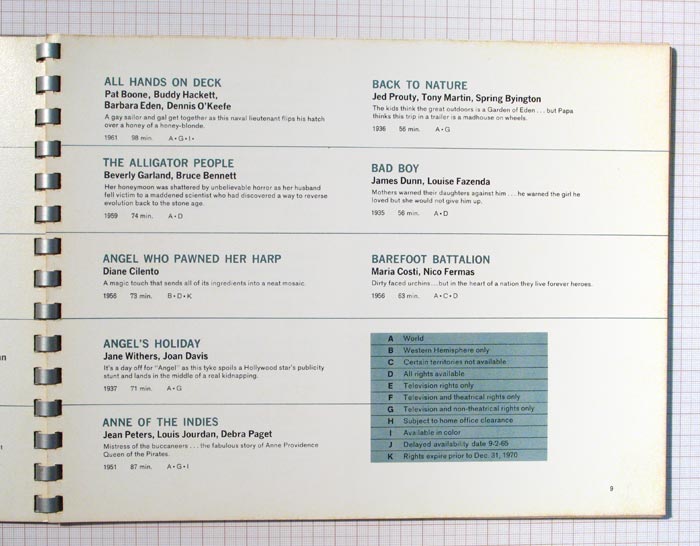 ALL HANDS ON DECK
Pat Boone, Buddy Hackett,
Barbara Eden, Dennis O'Keefe
A gay sailor and gal get together as this naval lieutenant flips his hatch
over a honey of a honey-blonde.
1961 98 min. A•G•I•
THE ALLIGATOR PEOPLE
Beverly Garland, Bruce Bennett
Her honeymoon was shattered by unbelievable horror as her husband
fell victim to a maddened scientist who had discovered a way to reverse
evolution back to the stone age.
1959 74 min. A•D
ANGEL WHO PAWNED HER HARP
Diane Cilento
A magic touch that sends all of its ingredients into a neat mosaic.
1956 73 min. B•D•K
ANGEL'S HOLIDAY
Jane Withers, Joan Davis
It's a day off for "Angel" as this tyke spoils a Hollywood star's publicity
stunt and lands in the middle of a real kidnapping.
1937 71 min. A•G
ANNE OF THE INDIES
Jean Peters, Louis Jourdan, Debra Paget
Mistress of the buccaneers ... the fabulous story of Anne Providence
Queen of the Pirates.
1951 87 min. A•G•I
BACK TO NATURE
Jed Prouty, Tony Martin, Spring Byington
The kids think the great outdoors is a Garden of Eden ... but Papa
thinks this trip in a trailer is a madhouse on wheels.
1936 56 min. A•G
BAD BOY
James Dunn, Louise Fazenda
Mothers warned their daughters against him ... he warned the girl he
loved but she would not give him up.
1935 56 min. A•D
BAREFOOT BATTALION
Maria Costi, Nico Fermas
Dirty faced urchins ... but in the heart of a nation they live forever heroes.
1956 63 min. A•C•D
A World
B Western Hemisphere only
C Certain territories not available
D All rights available
E Television rights only
F Television and theatrical rights only
G Television and non-theatrical rights only
H Subject to home office clearance
I Available in color
J Delayed availability date 9-2-65
K Rights expire prior to Dec. 31, 1970
9